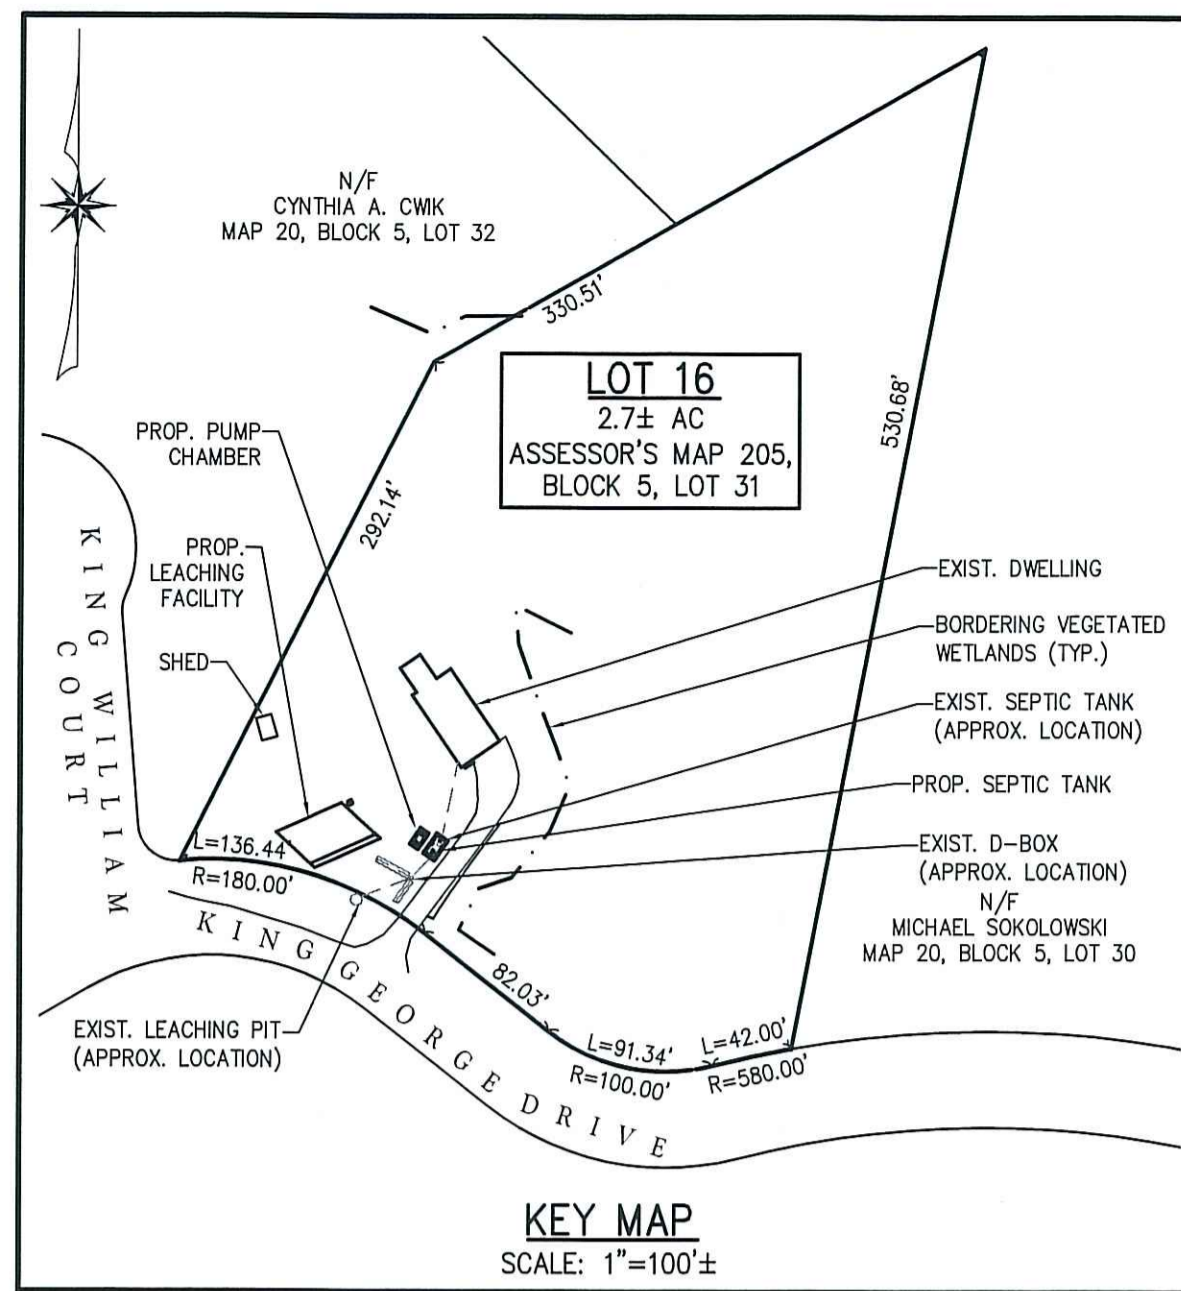 N/F
CYNTHIA A. CWIK
MAP 20, BLOCK 5, LOT 32
330.51'
LOT 16
2.7± AC
ASSESSOR'S MAP 205,
BLOCK 5, LOT 31
530.68'
292.14'
PROP. PUMP
CHAMBER
PROP.
LEACHING
FACILITY
SHED
KING WILLIAM
COURT
EXIST. DWELLING
BORDERING VEGETATED
WETLANDS (TYP.)
EXIST. SEPTIC TANK
(APPROX. LOCATION)
PROP. SEPTIC TANK
EXIST. D-BOX
(APPROX. LOCATION)
N/F
MICHAEL SOKOLOWSKI
MAP 20, BLOCK 5, LOT 30
L=136.44'
R=180.00'
82.03'
L=91.34'
R=100.00'
L=42.00'
R=580.00'
KING GEORGE DRIVE
EXIST. LEACHING PIT
(APPROX. LOCATION)
KEY MAP
SCALE: 1"=100'±